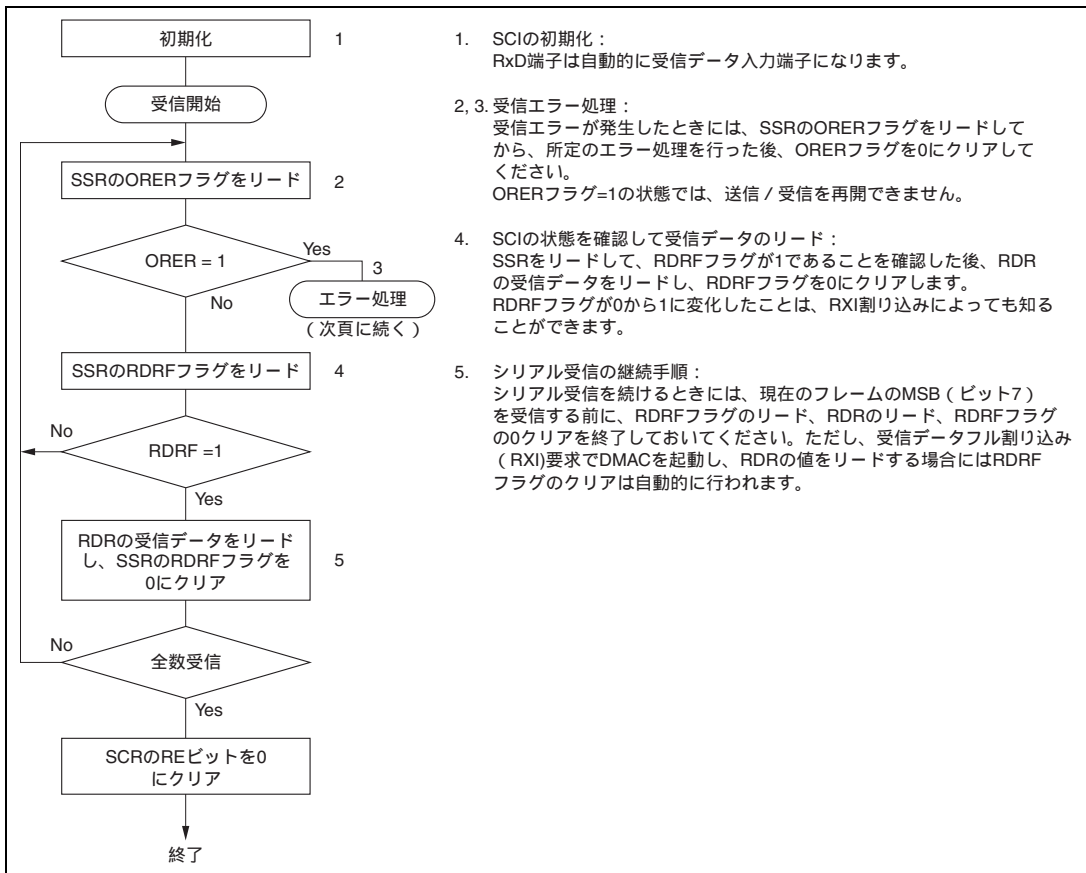 初期化
1
受信開始
SSRのORERフラグをリード
2
ORER = 1
Yes
3
No
エラー処理
(次頁に続く)
SSRのRDRFフラグをリード
4
No
RDRF =1
Yes
RDRの受信データをリード
し、SSRのRDRFフラグを
0にクリア
5
No
全数受信
Yes
SCRのREビットを0
にクリア
終了
1. SCIの初期化：
RxD端子は自動的に受信データ入力端子になります。
2, 3. 受信エラー処理：
受信エラーが発生したときには、SSRのORERフラグをリードして
から、所定のエラー処理を行った後、ORERフラグを0にクリアして
ください。
ORERフラグ=1の状態では、送信 / 受信を再開できません。
4. SCIの状態を確認して受信データのリード：
SSRをリードして、RDRFフラグが1であることを確認した後、RDR
の受信データをリードし、RDRFフラグを0にクリアします。
RDRFフラグが0から1に変化したことは、RXI割り込みによっても知る
ことができます。
5. シリアル受信の継続手順：
シリアル受信を続けるときには、現在のフレームのMSB（ビット7）
を受信する前に、RDRFフラグのリード、RDRのリード、RDRFフラグ
の0クリアを終了しておいてください。ただし、受信データフル割り込み
（RXI)要求でDMACを起動し、RDRの値をリードする場合にはRDRF
フラグのクリアは自動的に行われます。